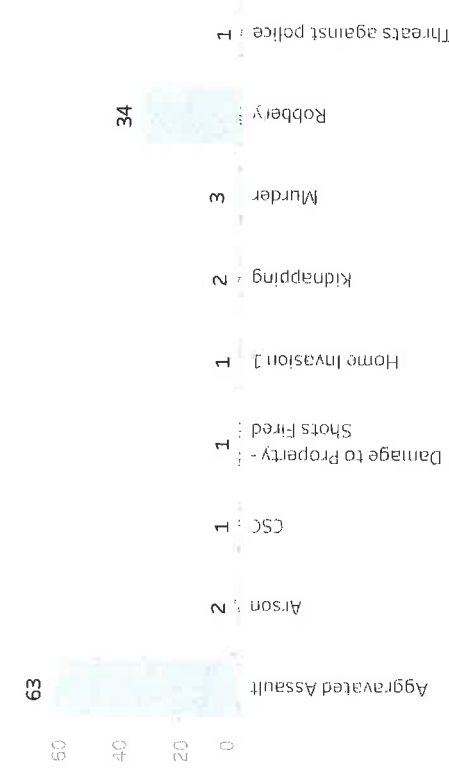 63
2
1
1
1
2
3
34
1
60
40
20
0
Aggravated Assault
Arson
CSC
Damage to Property -
Shots Fired
Home Invasion 1
Kidnapping
Murder
Robbery
Threats against police